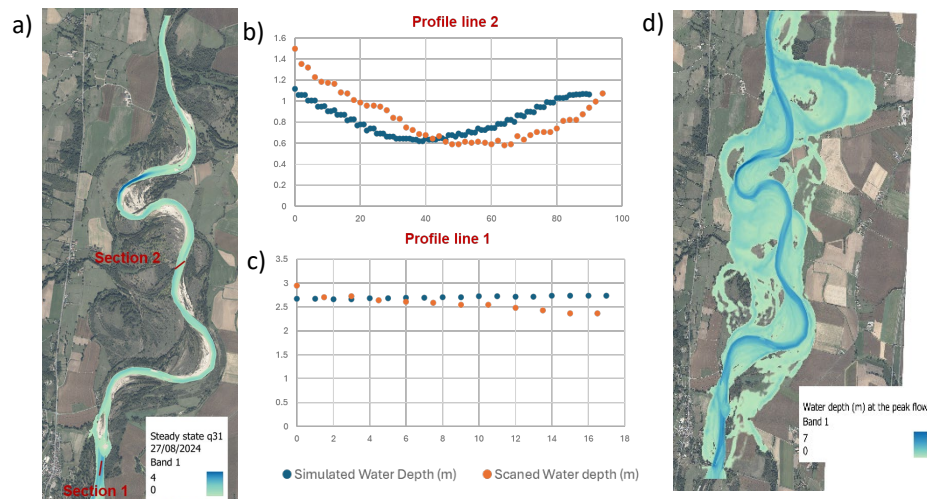 a)
Section 2
Section 1
Steady state q31
27/08/2024
Band 1
4
0
b)
Profile line 2
1.6
1.4
1.2
1
0.8
0.6
0.4
0.2
0
0 20 40 60 80 100
c)
Profile line 1
3.5
3
2.5
2
1.5
1
0.5
0
0 2 4 6 8 10 12 14 16 18
Simulated Water Depth (m) Scaned Water depth (m)
d)
Water depth (m) at the peak flow
Band 1
7
0